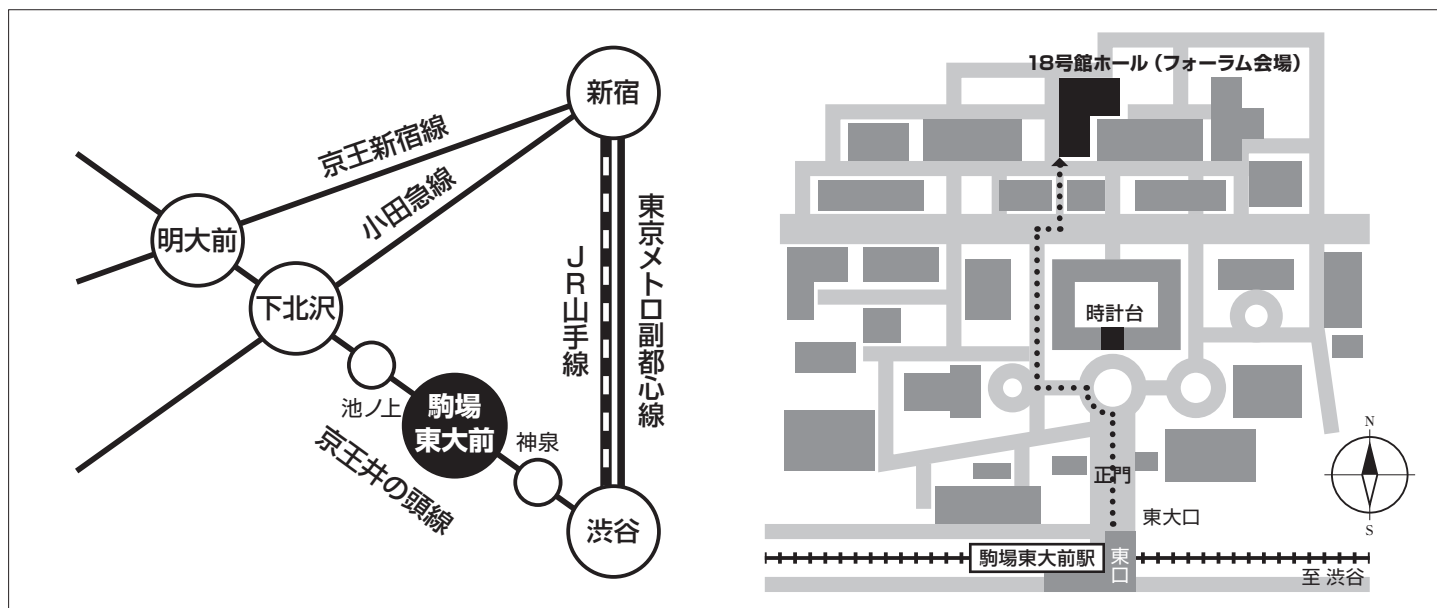 新宿
京王新宿線
小田急線
明大前
下北沢
JR山手線
東京メトロ副都心線
池ノ上
駒場
東大前
神泉
京王井の頭線
渋谷
18号館ホール（フォーラム会場）
時計台
正門
東大口
駒場東大前駅
東口
至 渋谷
N
S